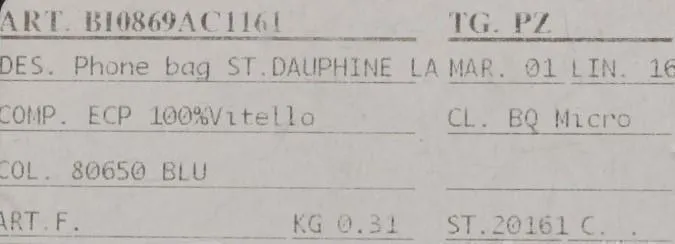 ART. BI0869AC1161 TG. PZ
DES. Phone bag ST.DAUPHINE LA MAR. 01 LIN. 16
COMP. ECP 100%Vitello CL. BQ Micro
COL. 80650 BLU
ART.F. KG 0.31 ST.20161 C. . .